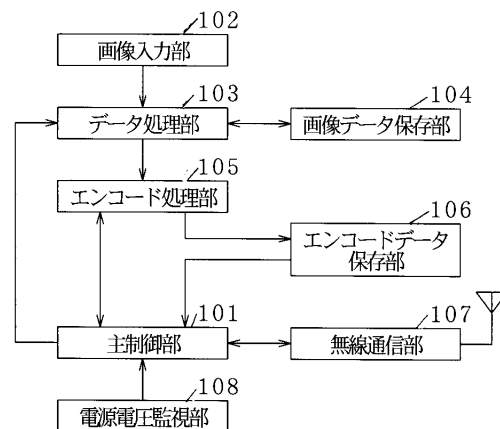 102
画像入力部
103
データ処理部
104
画像データ保存部
105
エンコード処理部
106
エンコードデータ
保存部
101
主制御部
107
無線通信部
108
電源電圧監視部